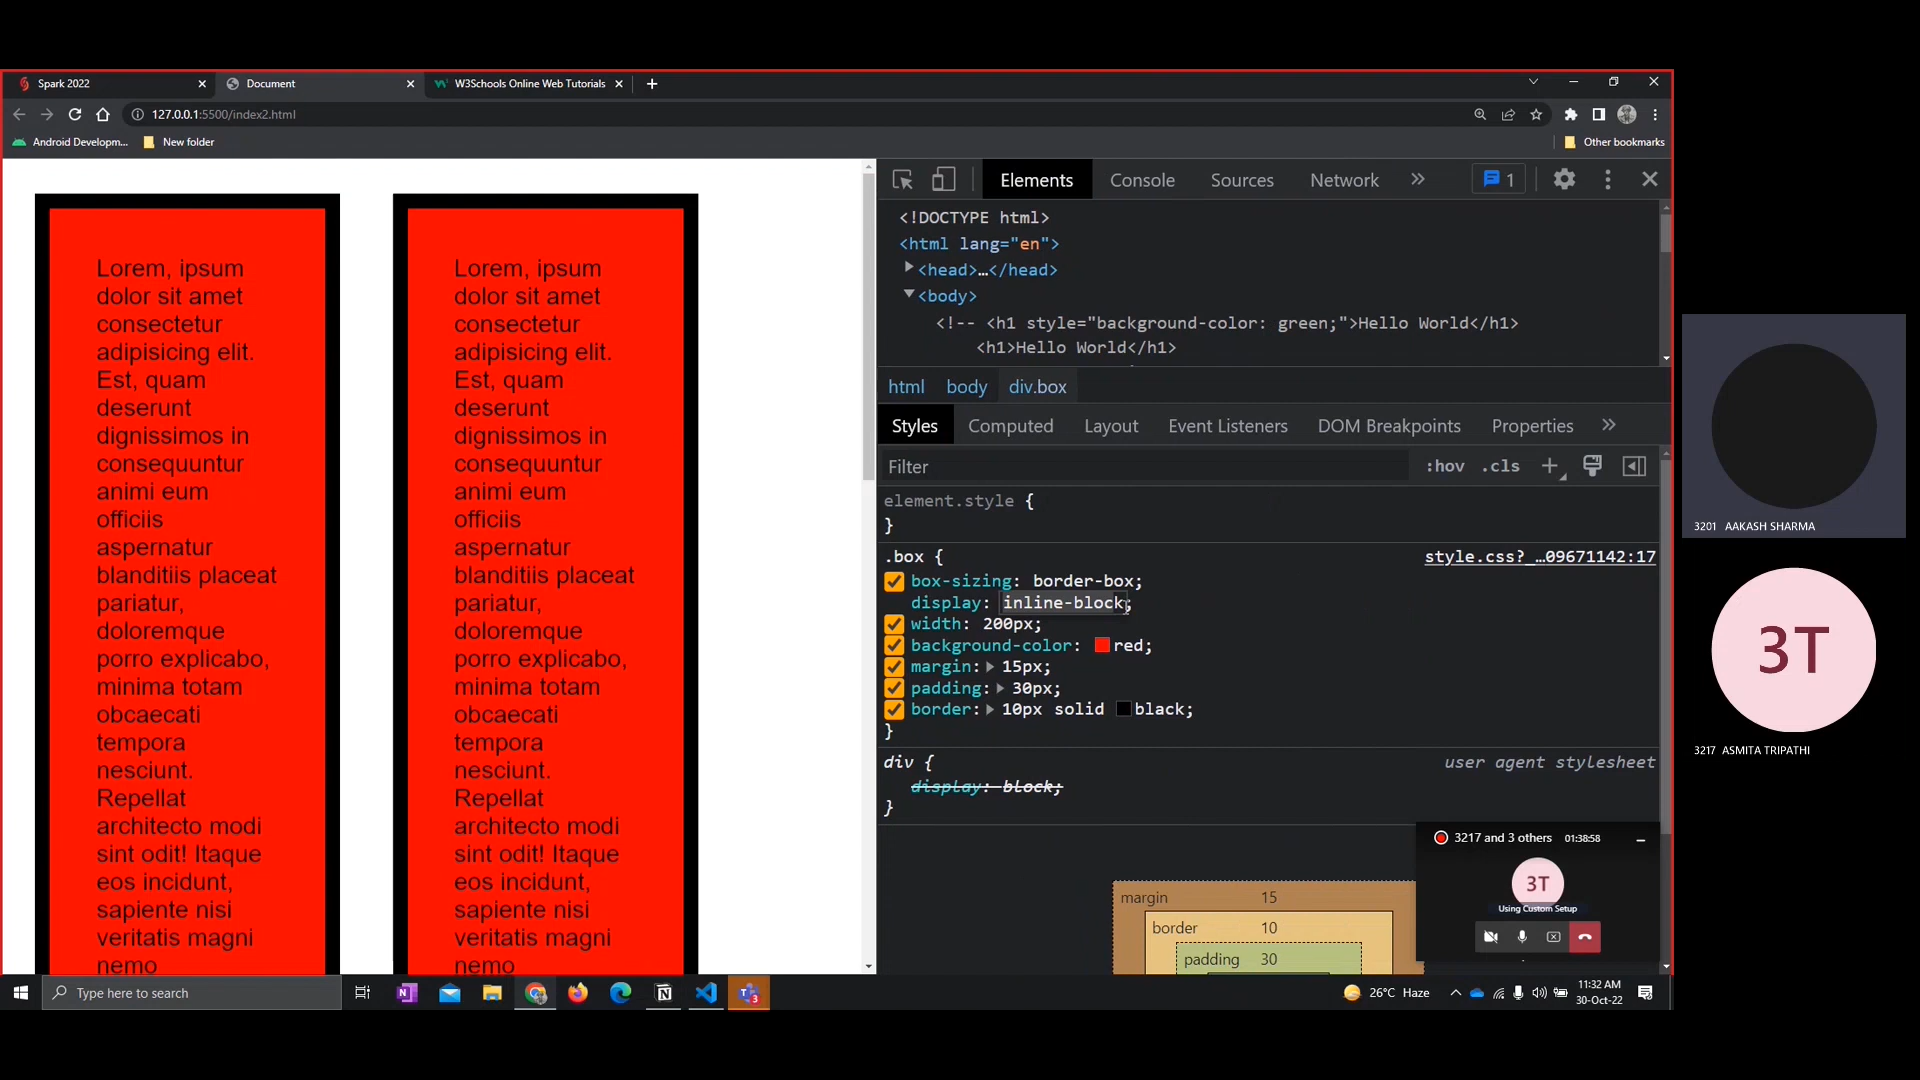 Spark 2022
Document
W3Schools Online Web Tutorials
127.0.0.1:5500/index2.html
Android Developm...
New folder
Other bookmarks
Lorem, ipsum
dolor sit amet
consectetur
adipisicing elit.
Est, quam
deserunt
dignissimos in
consequuntur
animi eum
officiis
aspernatur
blanditiis placeat
pariatur,
doloremque
porro explicabo,
minima totam
obcaecati
tempora
nesciunt.
Repellat
architecto modi
sint odit! Itaque
eos incidunt,
sapiente nisi
veritatis magni
nemo
Lorem, ipsum
dolor sit amet
consectetur
adipisicing elit.
Est, quam
deserunt
dignissimos in
consequuntur
animi eum
officiis
aspernatur
blanditiis placeat
pariatur,
doloremque
porro explicabo,
minima totam
obcaecati
tempora
nesciunt.
Repellat
architecto modi
sint odit! Itaque
eos incidunt,
sapiente nisi
veritatis magni
nemo
Elements Console Sources Network 1
<!DOCTYPE html>
<html lang="en">
<head>…</head>
<body>
<!-- <h1 style="background-color: green;">Hello World</h1>
<h1>Hello World</h1>
html body div.box
Styles Computed Layout Event Listeners DOM Breakpoints Properties
Filter :hov .cls
element.style {
}
.box { style.css?_…09671142:17
box-sizing: border-box;
display: inline-block;
width: 200px;
background-color: red;
margin: 15px;
padding: 30px;
border: 10px solid black;
}
div { user agent stylesheet
display: block;
}
margin 15
border 10
padding 30
3217 and 3 others 01:38:58
3T
Using Custom Setup
3201 AAKASH SHARMA
3T
3217 ASMITA TRIPATHI
Type here to search
26°C Haze
11:32 AM
30-Oct-22